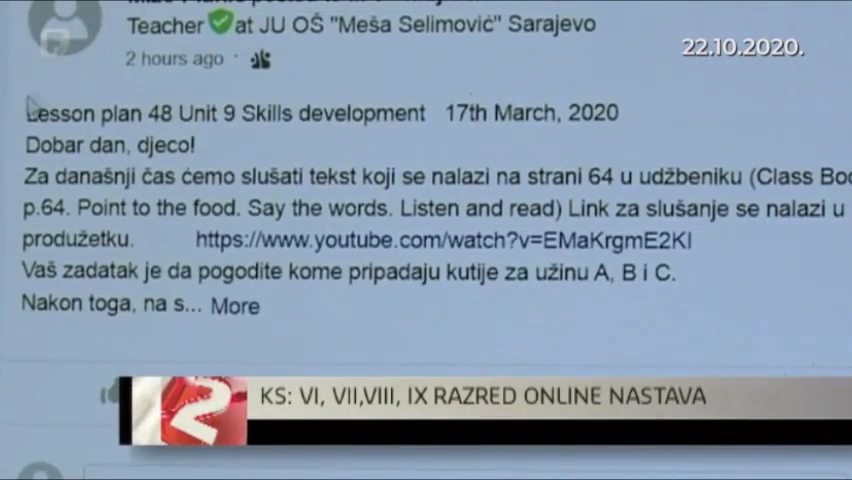 Teacher at JU OŠ "Meša Selimović" Sarajevo
22.10.2020.
2 hours ago
Lesson plan 48 Unit 9 Skills development 17th March, 2020
Dobar dan, djeco!
Za današnji čas ćemo slušati tekst koji se nalazi na strani 64 u udžbeniku (Class
p.64. Point to the food. Say the words. Listen and read) Link za slušanje se nalazi u
produžetku. https://www.youtube.com/watch?v=EMaKrgmE2KI
Vaš zadatak je da pogodite kome pripadaju kutije za užinu A, B i C.
Nakon toga, na s... More
2
KS: VI, VII,VIII, IX RAZRED ONLINE NASTAVA